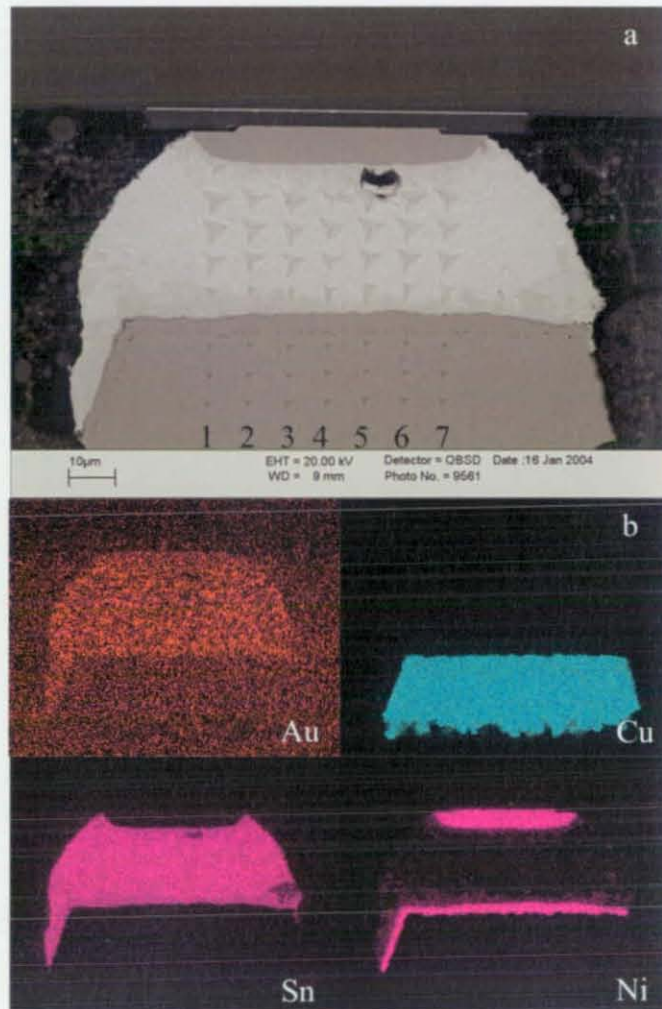 a
1 2 3 4 5 6 7
10µm
EHT = 20.00 kV Detector = QBSD Date :16 Jan 2004
WD = 9 mm Photo No. = 9561
b
Au Cu
Sn Ni